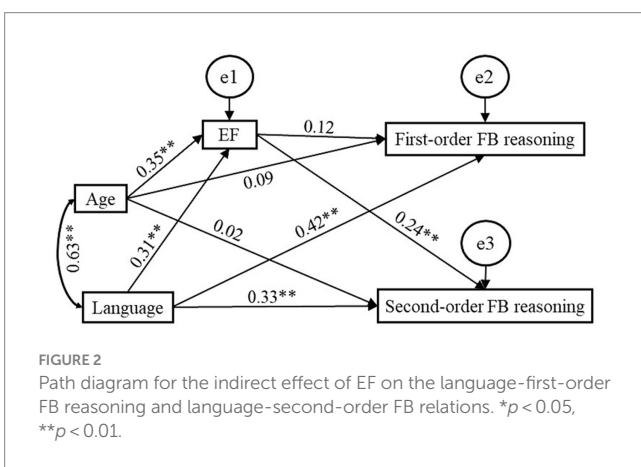 e1
e2
EF
0.12
First-order FB reasoning
0.35**
0.09
Age
0.42**
0.24**
0.31**
0.02
e3
0.63**
Language
0.33**
Second-order FB reasoning
FIGURE 2
Path diagram for the indirect effect of EF on the language-first-order
FB reasoning and language-second-order FB relations. *p < 0.05,
**p < 0.01.